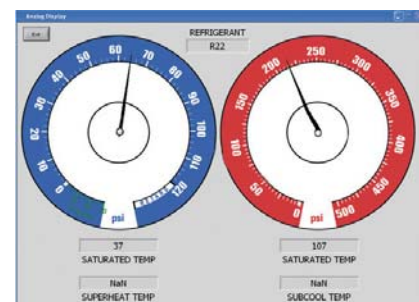 Analog Display
Exit
REFRIGERANT
R22
0
10
20
30
40
50
60
70
80
90
100
110
120
psi
0
50
100
150
200
250
300
350
400
450
500
psi
37
SATURATED TEMP
107
SATURATED TEMP
NaN
SUPERHEAT TEMP
NaN
SUBCOOL TEMP